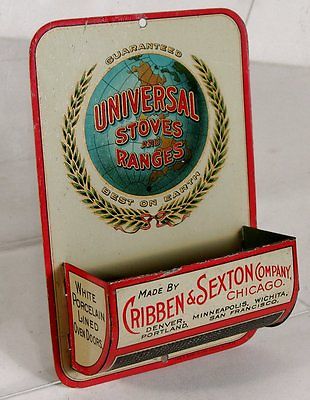 GUARANTEED
UNIVERSAL
STOVES AND
RANGES
BEST ON EARTH
WHITE
PORCELAIN
LINED
OVEN DOORS.
MADE BY
CRIBBEN & SEXTON COMPANY,
CHICAGO.
DENVER, MINNEAPOLIS, WICHITA,
PORTLAND, SAN FRANCISCO.